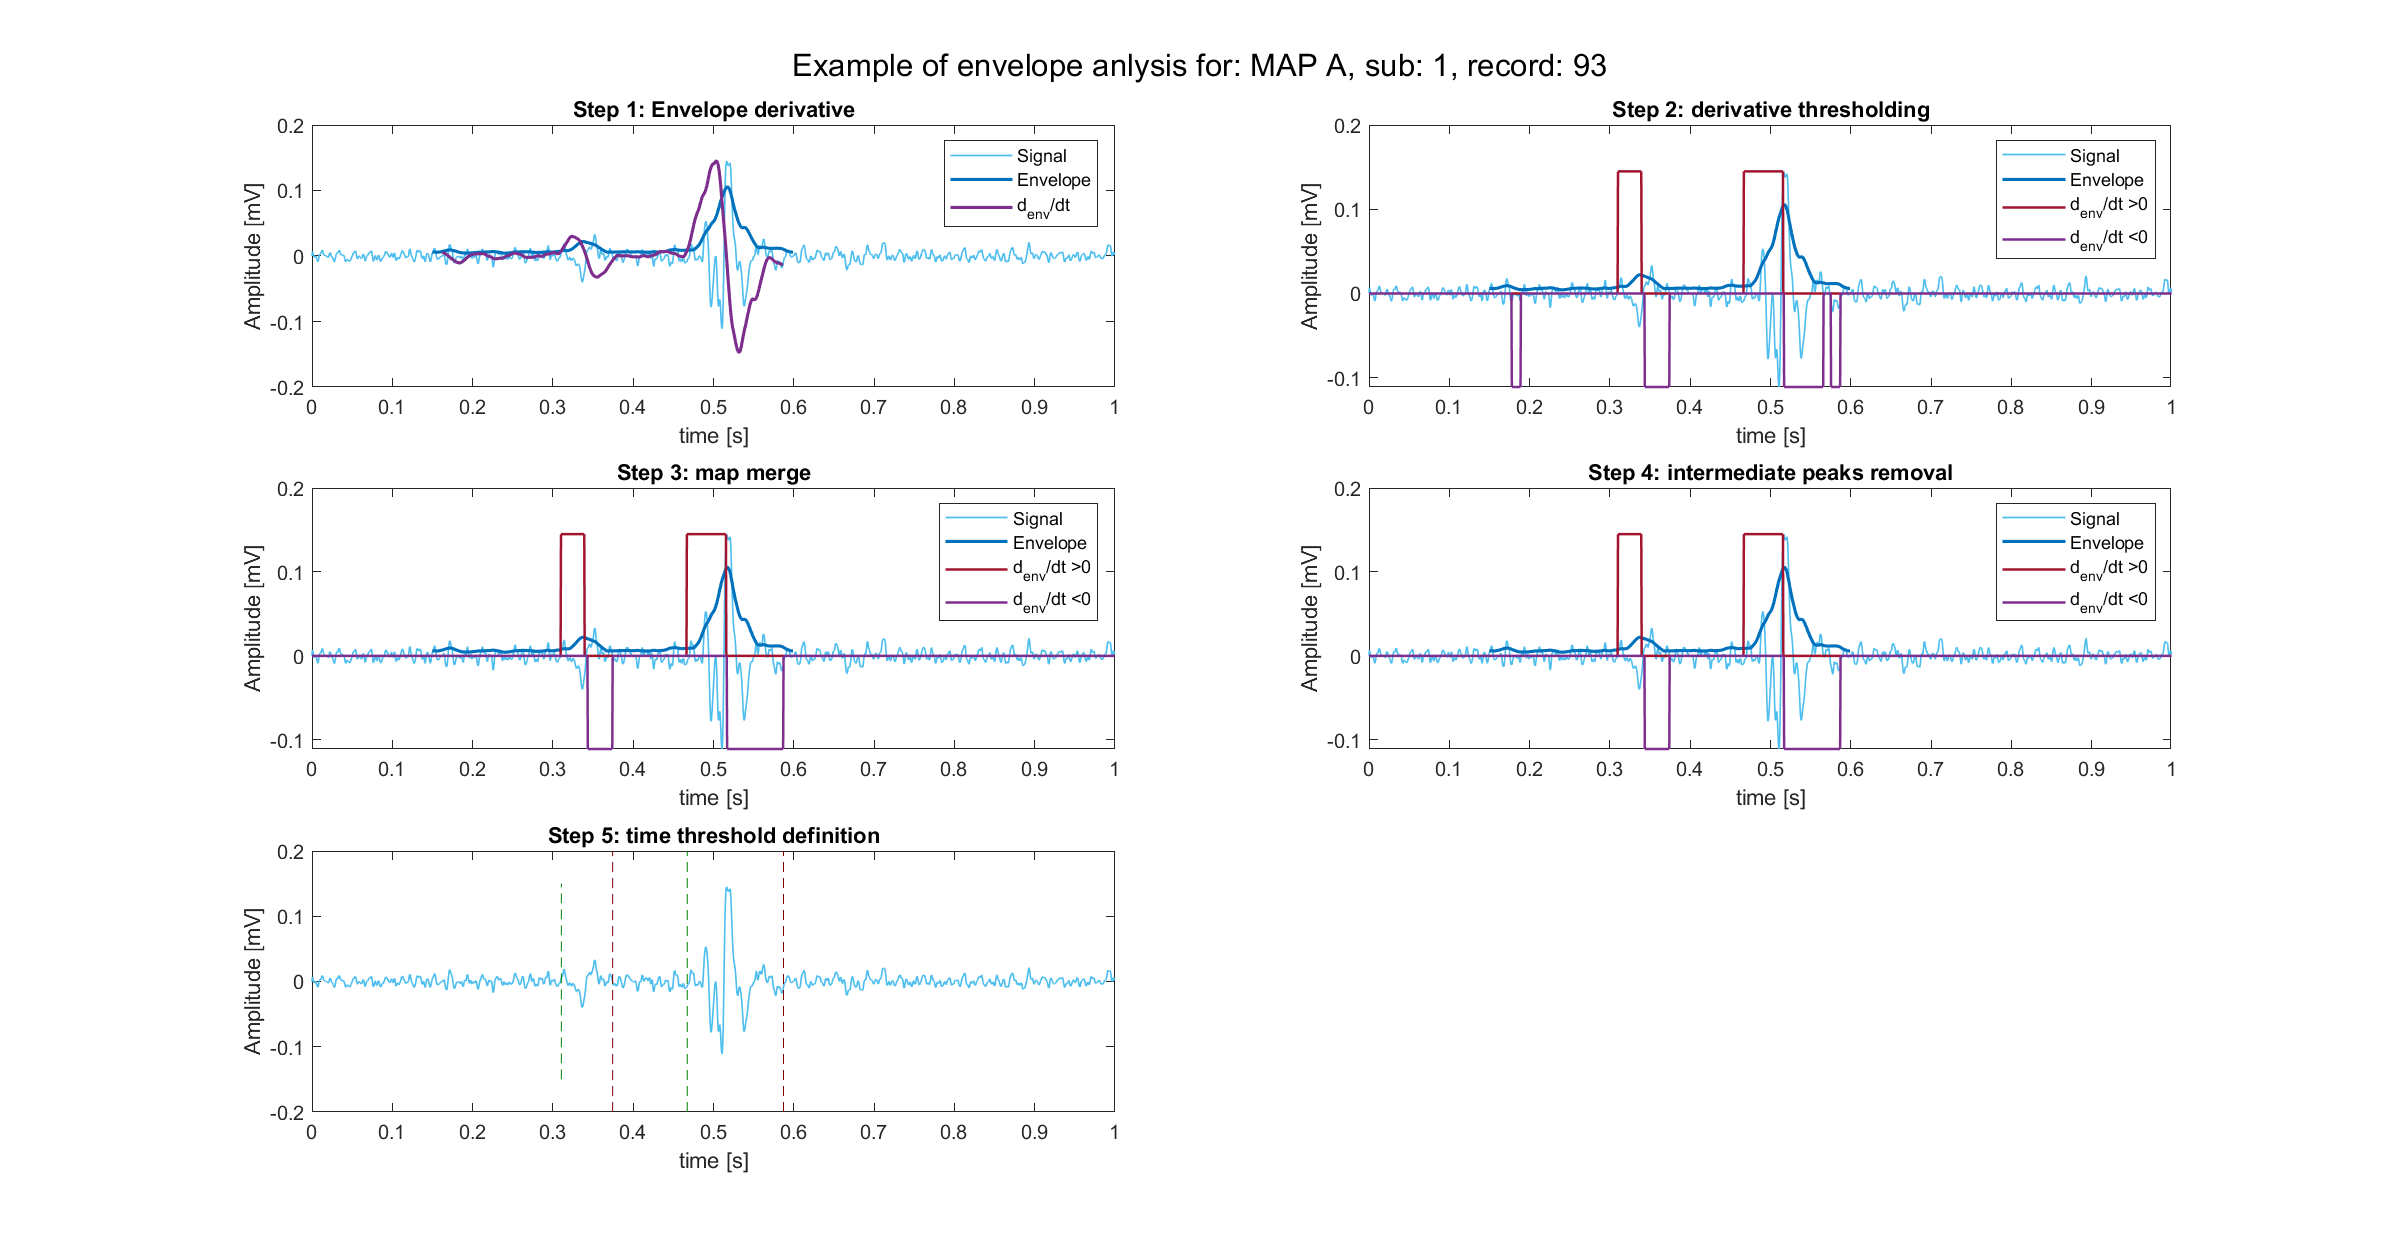 Example of envelope anlysis for: MAP A, sub: 1, record: 93
Step 1: Envelope derivative
0.2
0.1
0
-0.1
-0.2
Amplitude [mV]
0 0.1 0.2 0.3 0.4 0.5 0.6 0.7 0.8 0.9 1
time [s]
Signal
Envelope
d_env/dt
Step 2: derivative thresholding
0.2
0.1
0
-0.1
Amplitude [mV]
0 0.1 0.2 0.3 0.4 0.5 0.6 0.7 0.8 0.9 1
time [s]
Signal
Envelope
d_env/dt >0
d_env/dt <0
Step 3: map merge
0.2
0.1
0
-0.1
Amplitude [mV]
0 0.1 0.2 0.3 0.4 0.5 0.6 0.7 0.8 0.9 1
time [s]
Signal
Envelope
d_env/dt >0
d_env/dt <0
Step 4: intermediate peaks removal
0.2
0.1
0
-0.1
Amplitude [mV]
0 0.1 0.2 0.3 0.4 0.5 0.6 0.7 0.8 0.9 1
time [s]
Signal
Envelope
d_env/dt >0
d_env/dt <0
Step 5: time threshold definition
0.2
0.1
0
-0.1
-0.2
Amplitude [mV]
0 0.1 0.2 0.3 0.4 0.5 0.6 0.7 0.8 0.9 1
time [s]